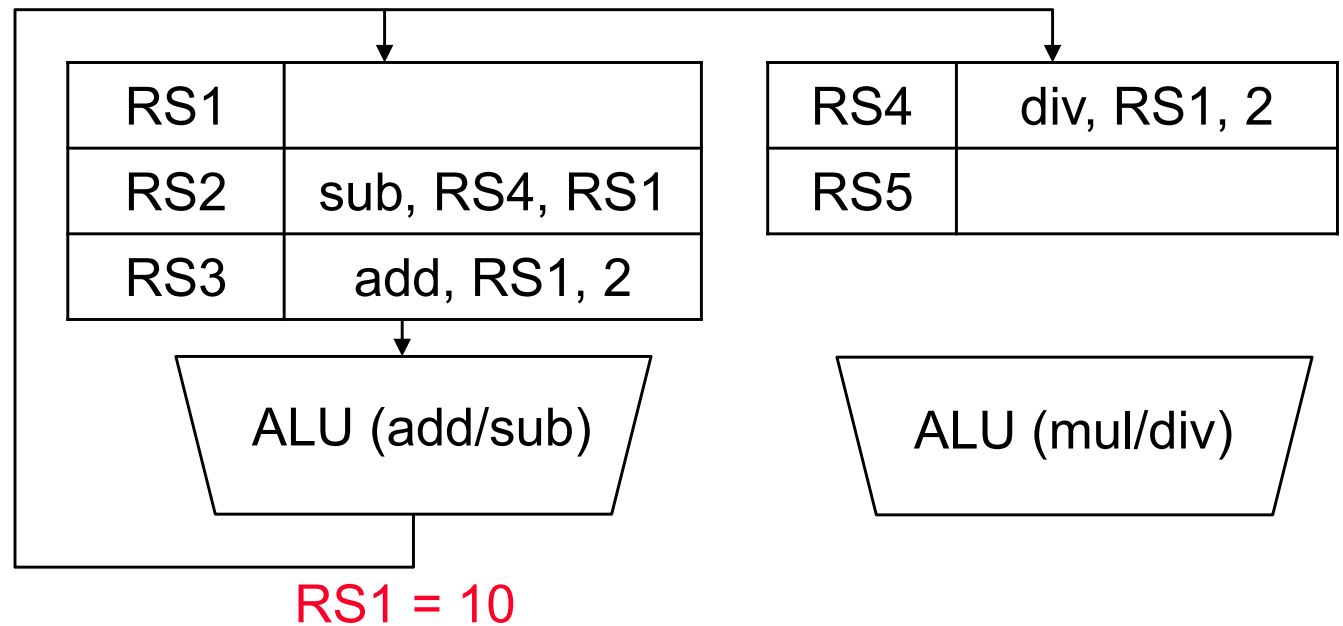 RS1
RS2 sub, RS4, RS1
RS3 add, RS1, 2
RS4 div, RS1, 2
RS5
ALU (add/sub)
ALU (mul/div)
RS1 = 10